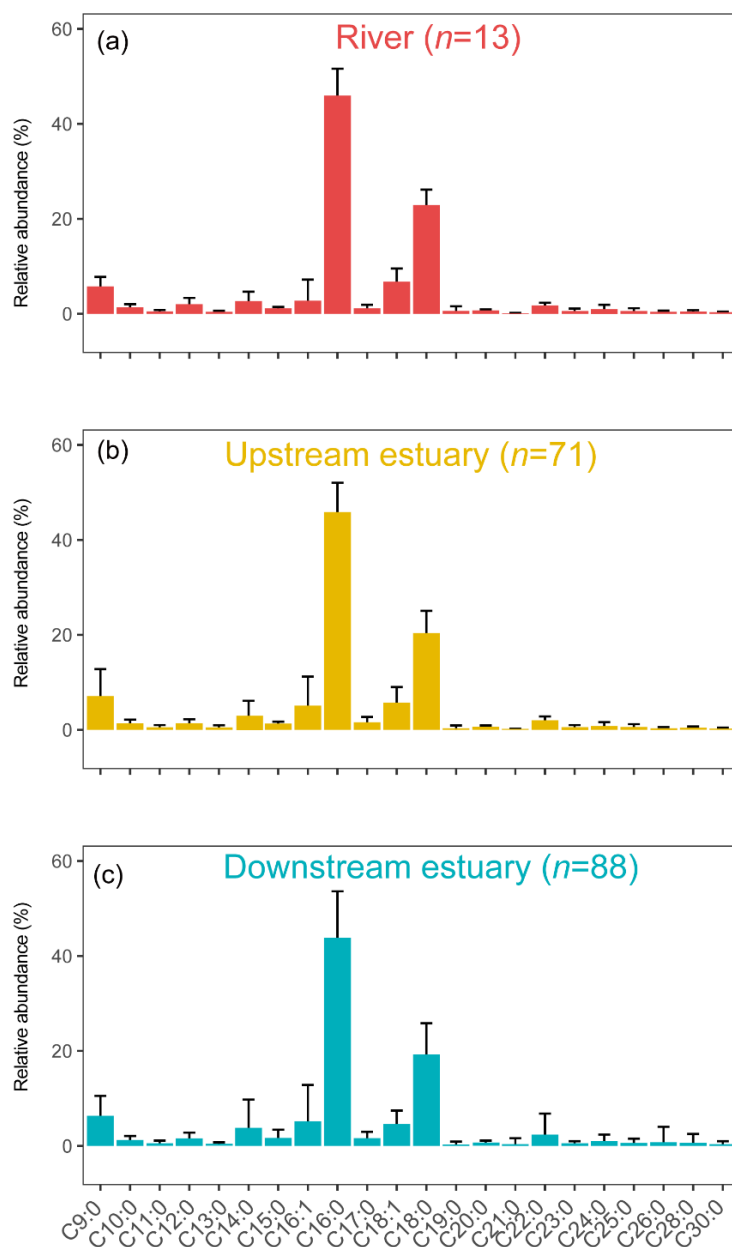 (a)
River (n=13)
Relative abundance (%)
60
40
20
0
(b)
Upstream estuary (n=71)
Relative abundance (%)
60
40
20
0
(c)
Downstream estuary (n=88)
Relative abundance (%)
60
40
20
0
C9:0
C10:0
C11:0
C12:0
C13:0
C14:0
C15:0
C16:1
C16:0
C17:0
C18:1
C18:0
C19:0
C20:0
C21:0
C22:0
C23:0
C24:0
C25:0
C26:0
C28:0
C30:0